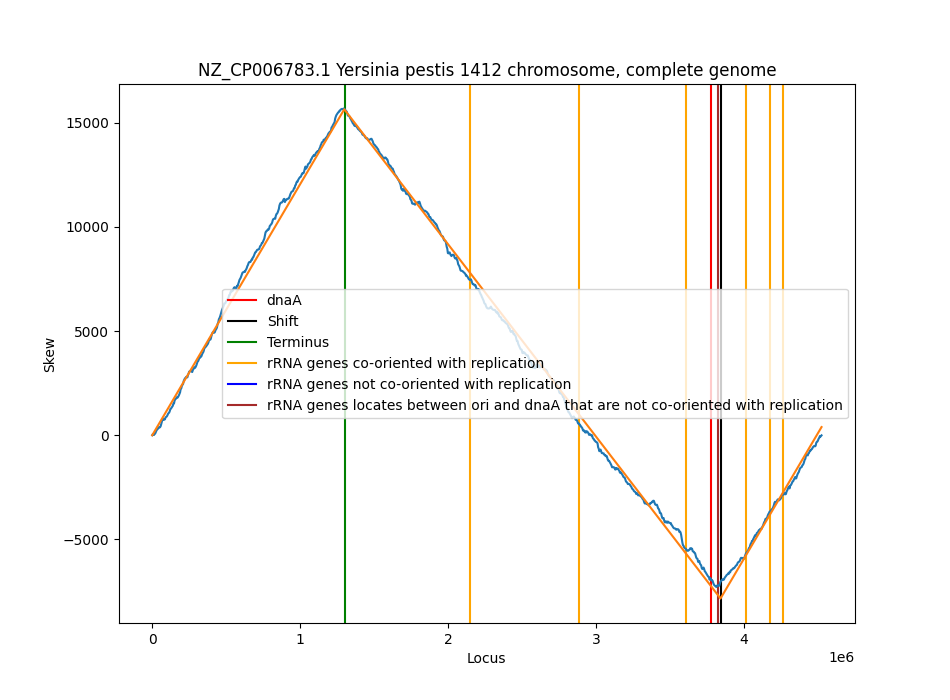 NZ_CP006783.1 Yersinia pestis 1412 chromosome, complete genome
15000
10000
5000
0
−5000
Skew
dnaA
Shift
Terminus
rRNA genes co-oriented with replication
rRNA genes not co-oriented with replication
rRNA genes locates between ori and dnaA that are not co-oriented with replication
0 1 2 3 4
Locus
1e6